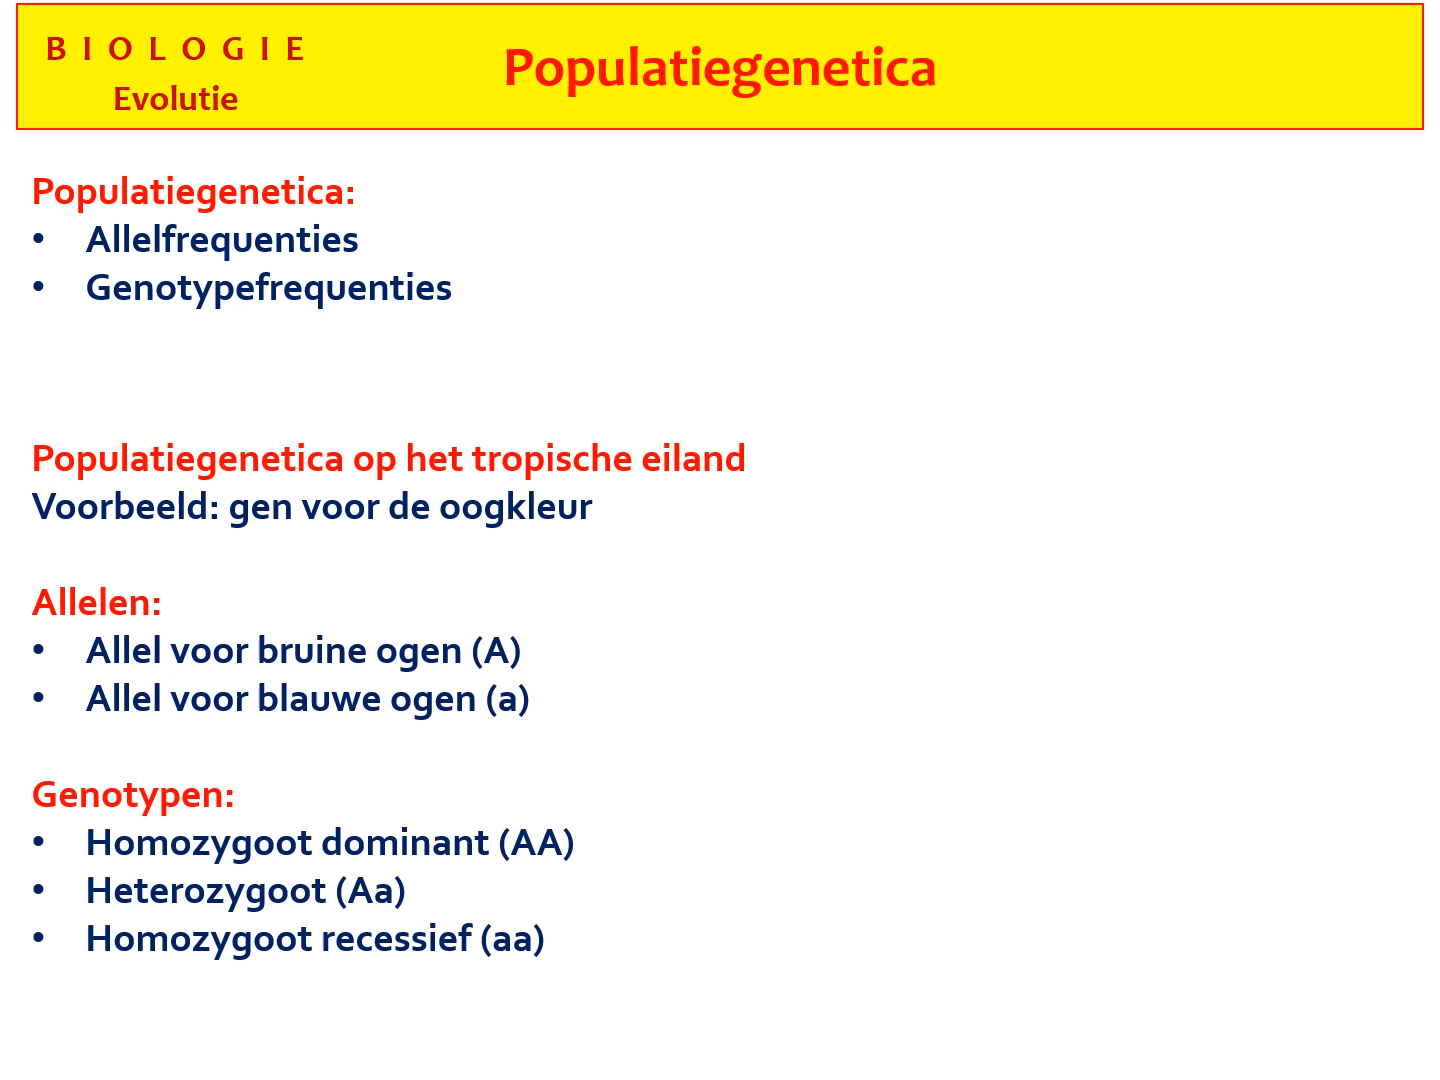 B I O L O G I E
Evolutie
Populatiegenetica
Populatiegenetica:
• Allelfrequenties
• Genotypefrequenties
Populatiegenetica op het tropische eiland
Voorbeeld: gen voor de oogkleur
Allelen:
• Allel voor bruine ogen (A)
• Allel voor blauwe ogen (a)
Genotypen:
• Homozygoot dominant (AA)
• Heterozygoot (Aa)
• Homozygoot recessief (aa)